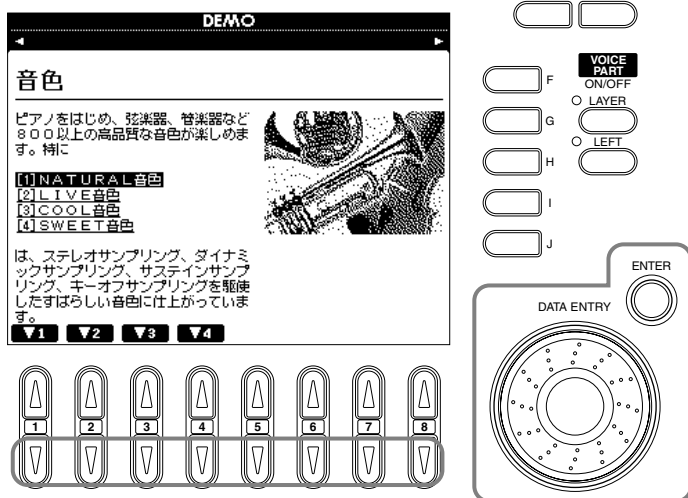 DEMO
音色
ピアノをはじめ、弦楽器、管楽器など
８００以上の高品質な音色が楽しめま
す。特に
[1]ＮＡＴＵＲＡＬ音色
[2]ＬＩＶＥ音色
[3]ＣＯＯＬ音色
[4]ＳＷＥＥＴ音色
は、ステレオサンプリング、ダイナミ
ックサンプリング、サステインサンプ
リング、キーオフサンプリングを駆使
したすばらしい音色に仕上がっていま
す。
▼1 ▼2 ▼3 ▼4
1 2 3 4 5 6 7 8
F
G
H
I
J
VOICE
PART
ON/OFF
LAYER
LEFT
ENTER
DATA ENTRY